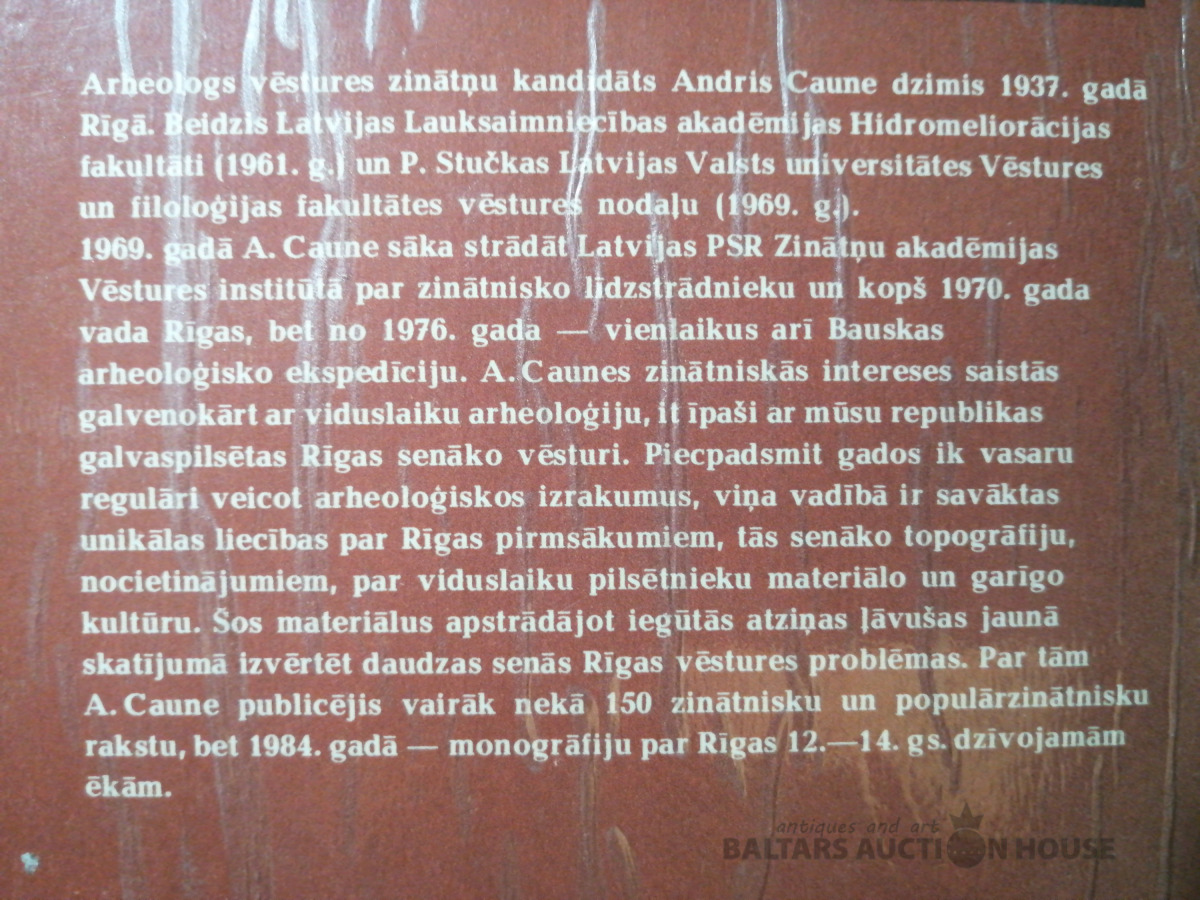 Arheologs vēstures zinātņu kandidāts Andris Caune dzimis 1937. gadā
Rīgā. Beidzis Latvijas Lauksaimniecības akadēmijas Hidromeliorācijas
fakultāti (1961. g.) un P. Stučkas Latvijas Valsts universitātes Vēstures
un filoloģijas fakultātes vēstures nodaļu (1969. g.).
1969. gadā A. Caune sāka strādāt Latvijas PSR Zinātņu akadēmijas
Vēstures institūtā par zinātnisko līdzstrādnieku un kopš 1970. gada
vada Rīgas, bet no 1976. gada — vienlaikus arī Bauskas
arheoloģisko ekspedīciju. A. Caunes zinātniskās intereses saistās
galvenokārt ar viduslaiku arheoloģiju, it īpaši ar mūsu republikas
galvaspilsētas Rīgas senāko vēsturi. Piecpadsmit gados ik vasaru
regulāri veicot arheoloģiskos izrakumus, viņa vadībā ir savāktas
unikālas liecības par Rīgas pirmsākumiem, tās senāko topogrāfiju,
nocietinājumiem, par viduslaiku pilsētnieku materiālo un garīgo
kultūru. Šos materiālus apstrādājot iegūtās atziņas ļāvušas jaunā
skatījumā izvērtēt daudzas senās Rīgas vēstures problēmas. Par tām
A. Caune publicējis vairāk nekā 150 zinātnisku un populārzinātnisku
rakstu, bet 1984. gadā — monogrāfiju par Rīgas 12.—14. gs. dzīvojamām
ēkām.
antiques and art
BALTARS AUCTION HOUSE